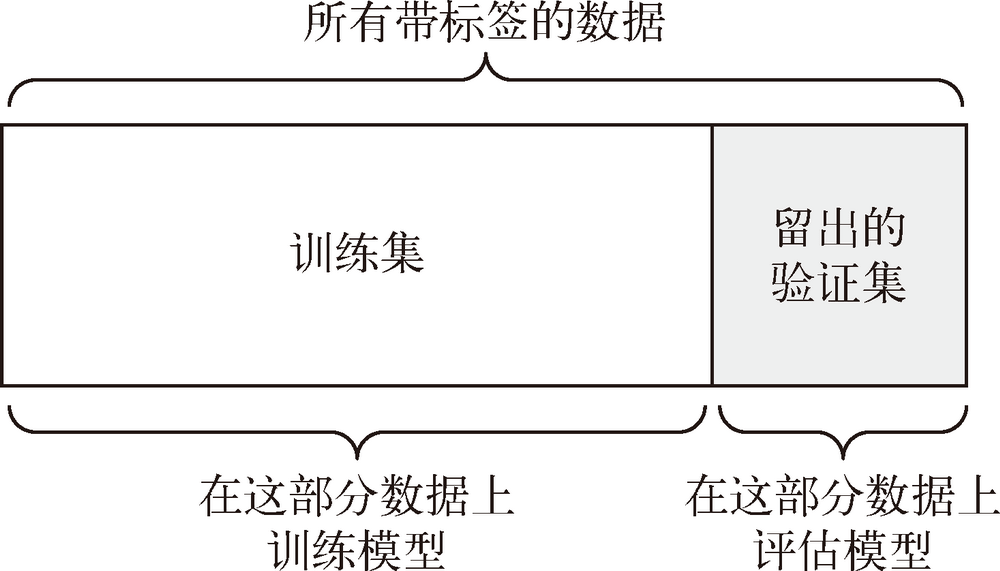 所有带标签的数据
训练集
留出的
验证集
在这部分数据上
训练模型
在这部分数据上
评估模型